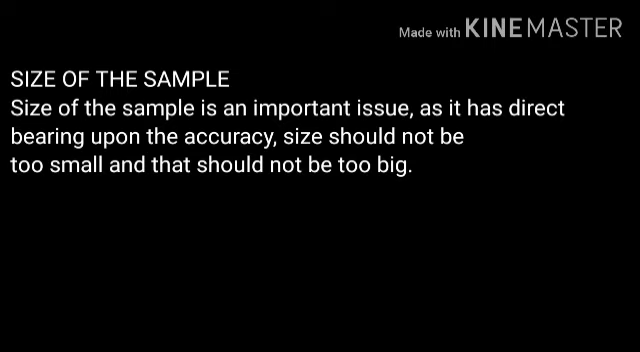 Made with KINEMASTER
SIZE OF THE SAMPLE
Size of the sample is an important issue, as it has direct
bearing upon the accuracy, size should not be
too small and that should not be too big.